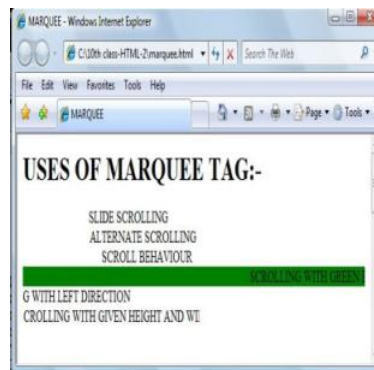 MARQUEE - Windows Internet Explorer
C:\10th class-HTML-2\marquee.html
Search The Web
File Edit View Favorites Tools Help
MARQUEE
Page Tools
USES OF MARQUEE TAG:-
SLIDE SCROLLING
ALTERNATE SCROLLING
SCROLL BEHAVIOUR
SCROLLING WITH GREEN
G WITH LEFT DIRECTION
CROLLING WITH GIVEN HEIGHT AND WI